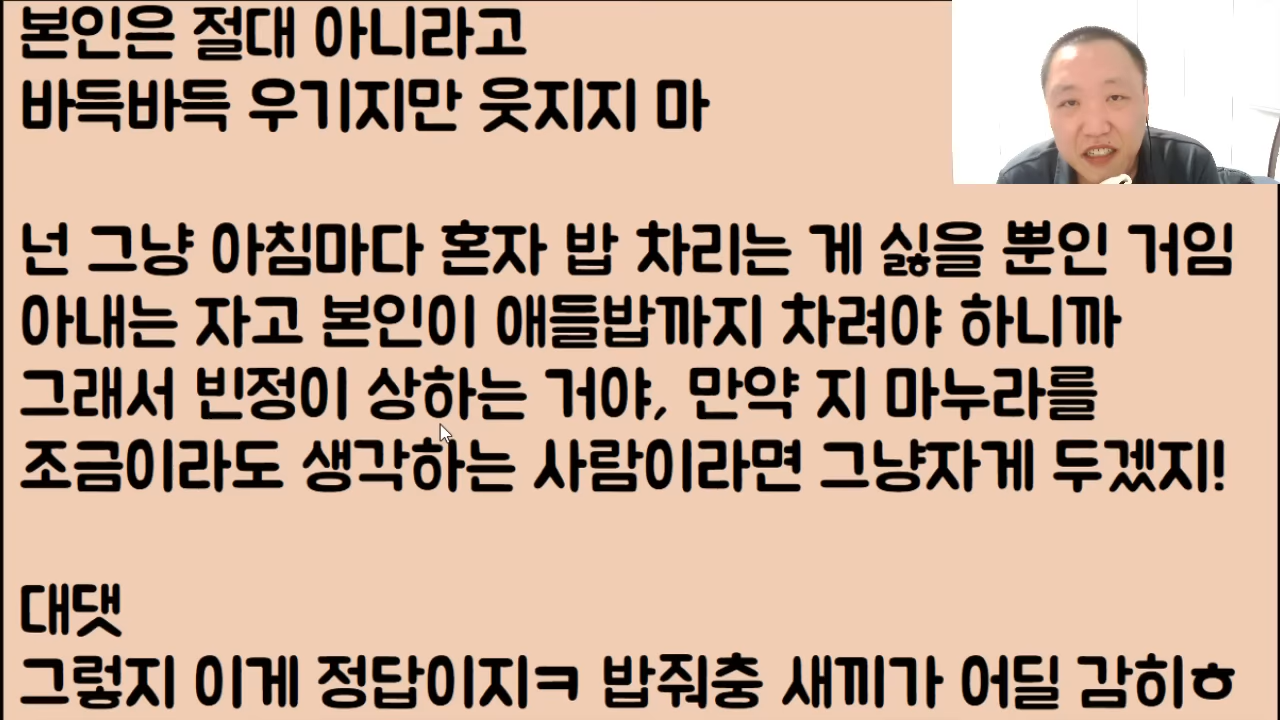 본인은 절대 아니라고
바득바득 우기지만 웃지지 마
넌 그냥 아침마다 혼자 밥 차리는 게 싫을 뿐인 거임
아내는 자고 본인이 애들밥까지 차려야 하니까
그래서 빈정이 상하는 거야, 만약 지 마누라를
조금이라도 생각하는 사람이라면 그냥자게 두겠지!
대댓
그렇지 이게 정답이지ㅋ 밥줘충 새끼가 어딜 감히ㅎ